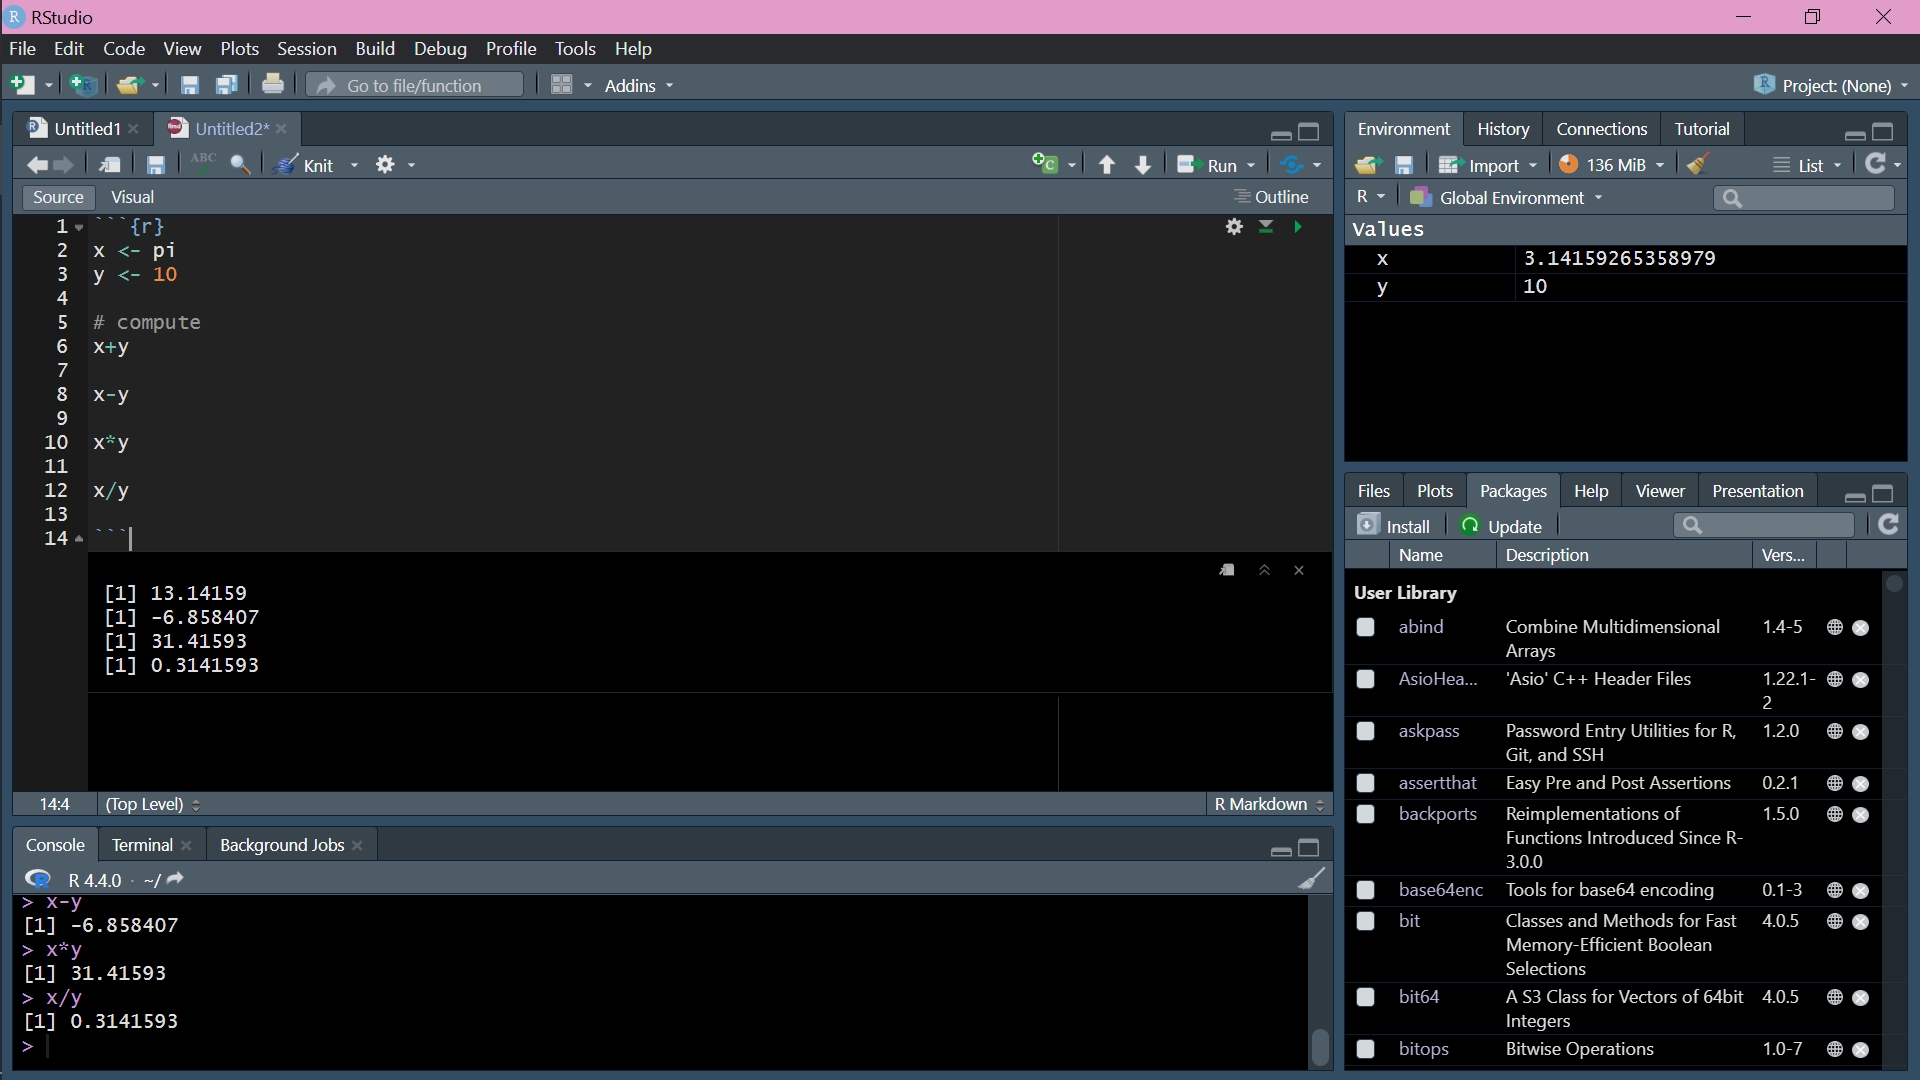 RStudio
File Edit Code View Plots Session Build Debug Profile Tools Help
Go to file/function Addins Project: (None)
Untitled1 Untitled2*
ABC Knit Run
Source Visual Outline
1 ```{r}
2 x <- pi
3 y <- 10
4
5 # compute
6 x+y
7
8 x-y
9
10 x*y
11
12 x/y
13
14 ```
[1] 13.14159
[1] -6.858407
[1] 31.41593
[1] 0.3141593
14:4 (Top Level) R Markdown
Console Terminal Background Jobs
R 4.4.0 · ~/
> x-y
[1] -6.858407
> x*y
[1] 31.41593
> x/y
[1] 0.3141593
>
Environment History Connections Tutorial
Import 136 MiB List
R Global Environment
Values
x 3.14159265358979
y 10
Files Plots Packages Help Viewer Presentation
Install Update
Name Description Vers...
User Library
abind Combine Multidimensional 1.4-5
Arrays
AsioHea... 'Asio' C++ Header Files 1.22.1-
2
askpass Password Entry Utilities for R, 1.2.0
Git, and SSH
assertthat Easy Pre and Post Assertions 0.2.1
backports Reimplementations of 1.5.0
Functions Introduced Since R-
3.0.0
base64enc Tools for base64 encoding 0.1-3
bit Classes and Methods for Fast 4.0.5
Memory-Efficient Boolean
Selections
bit64 A S3 Class for Vectors of 64bit 4.0.5
Integers
bitops Bitwise Operations 1.0-7